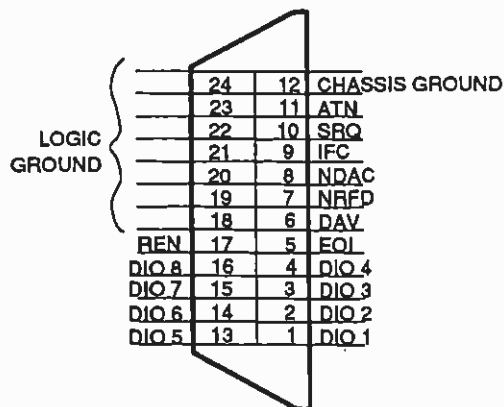 24 12 CHASSIS GROUND
23 11 ATN
22 10 SRQ
LOGIC GROUND
21 9 IFC
20 8 NDAC
19 7 NRFD
18 6 DAV
REN 17 5 EOI
DIO 8 16 4 DIO 4
DIO 7 15 3 DIO 3
DIO 6 14 2 DIO 2
DIO 5 13 1 DIO 1